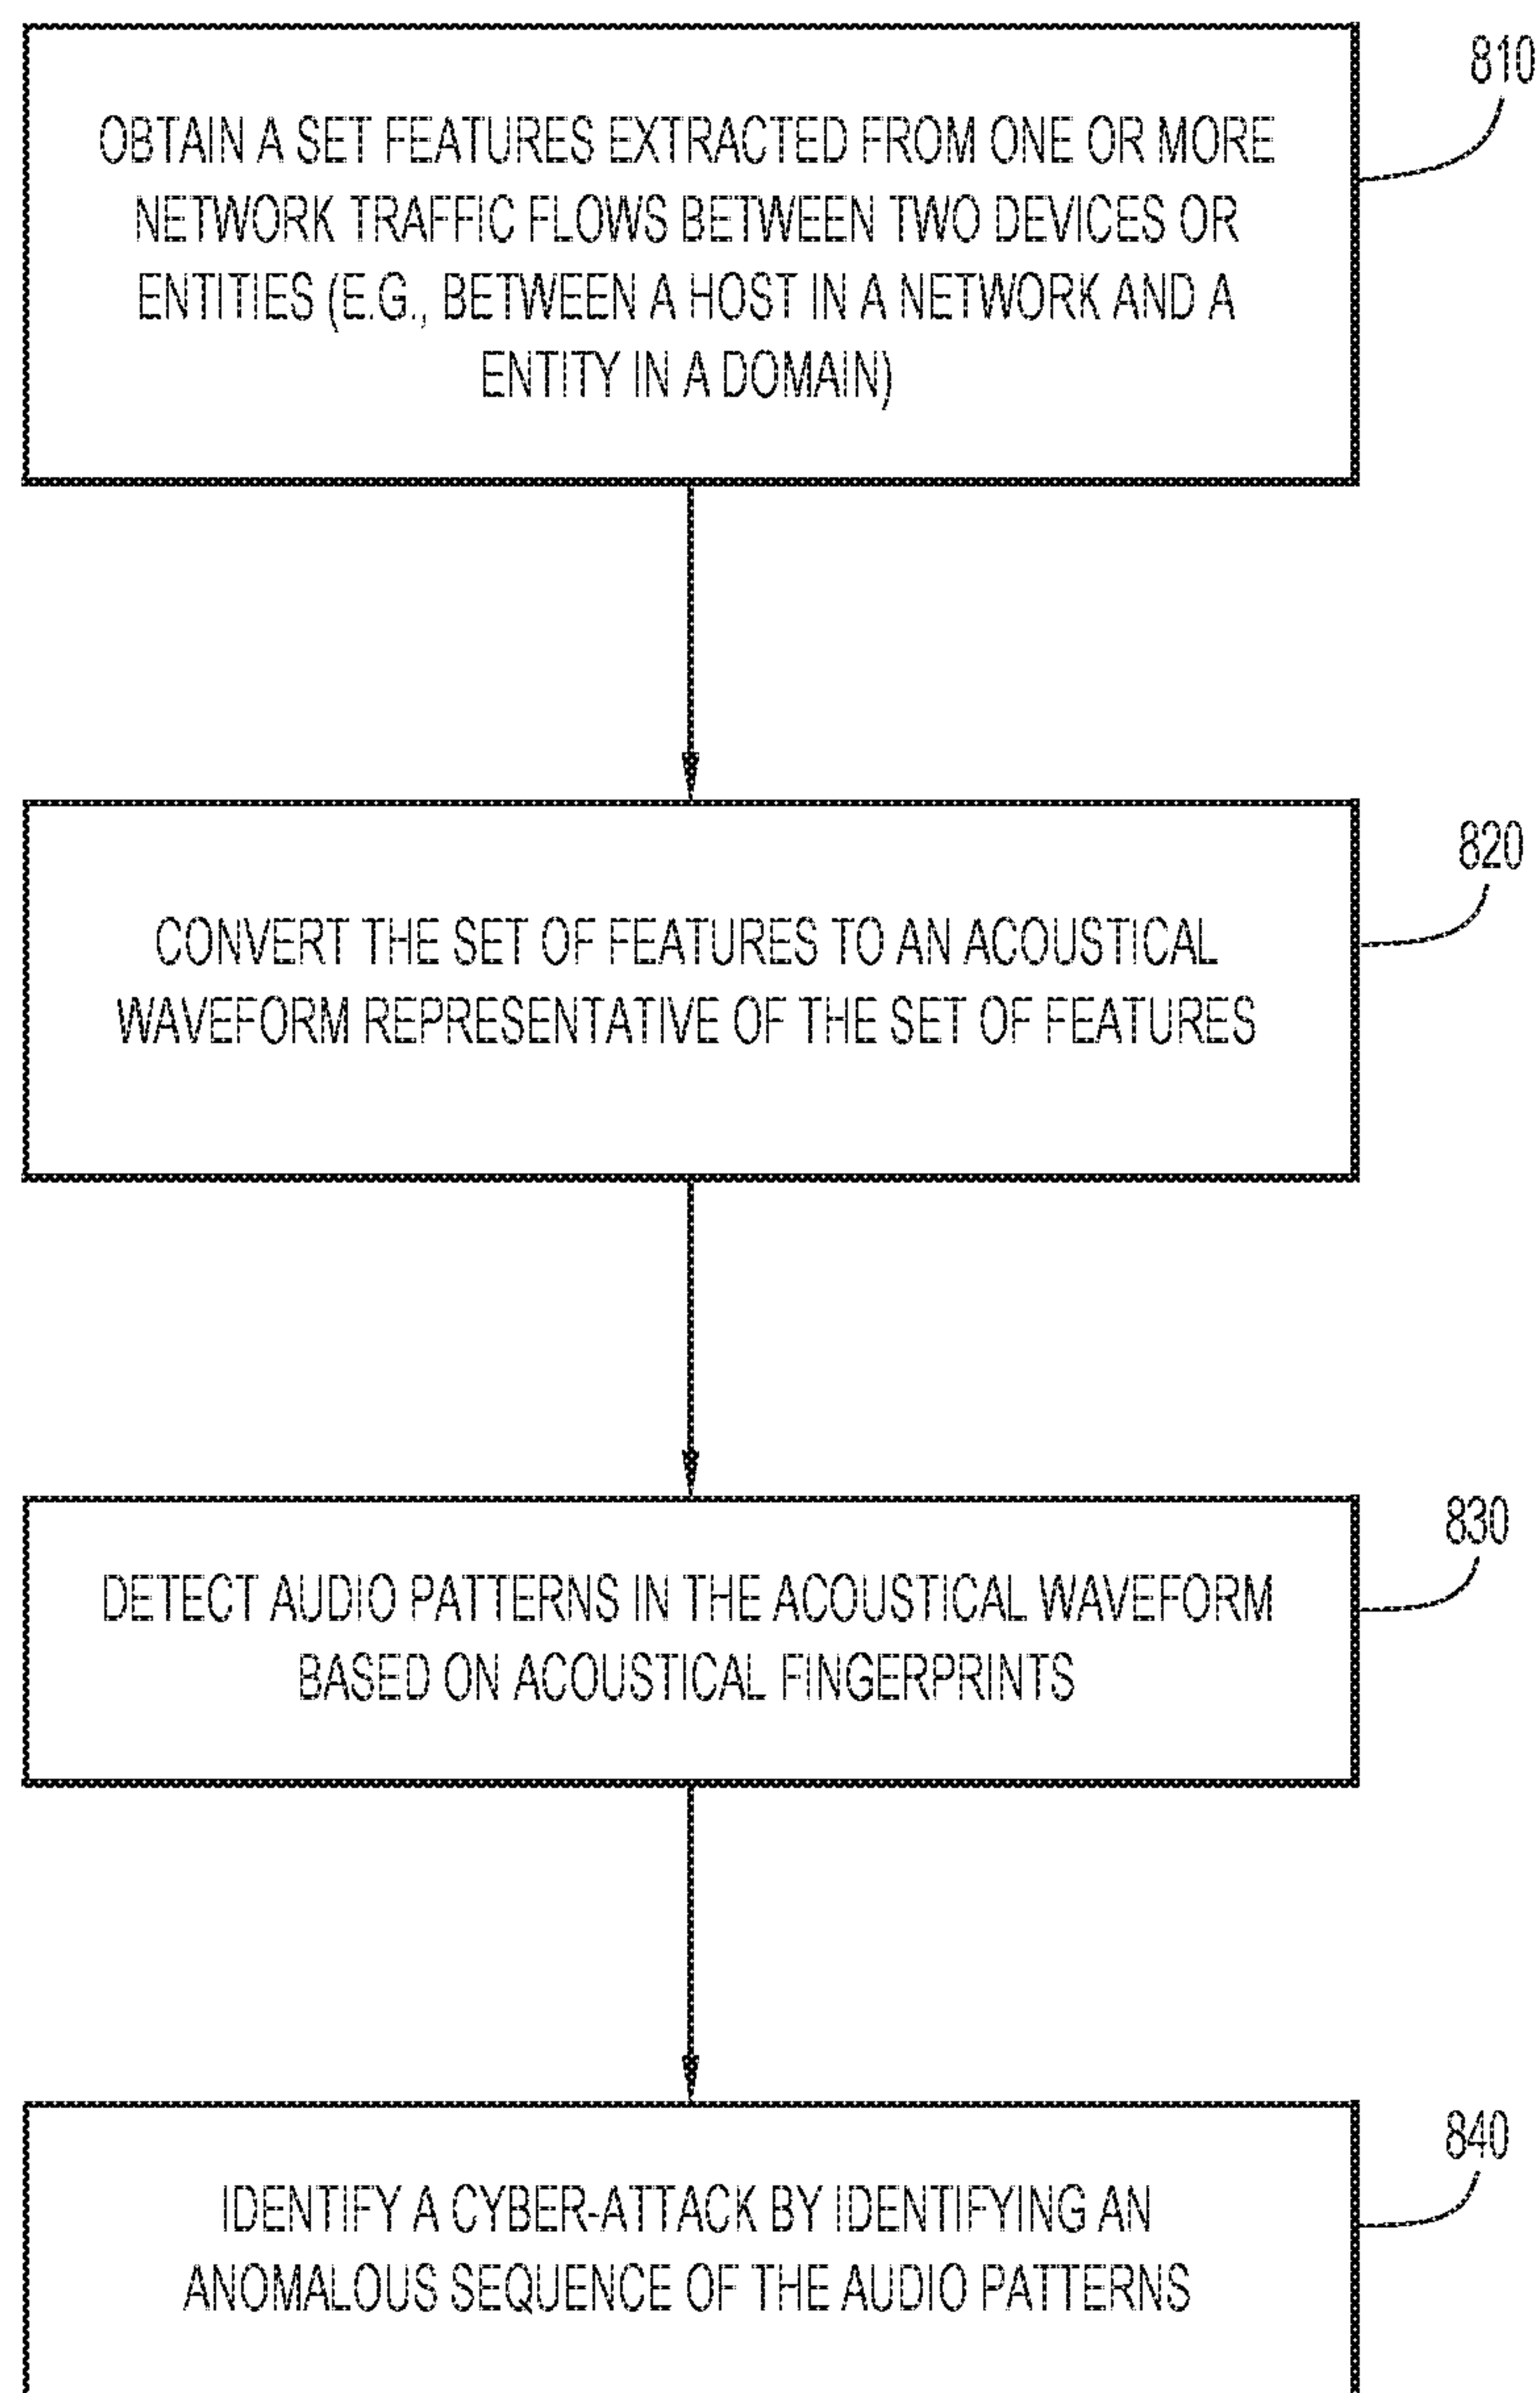 810
OBTAIN A SET FEATURES EXTRACTED FROM ONE OR MORE
NETWORK TRAFFIC FLOWS BETWEEN TWO DEVICES OR
ENTITIES (E.G., BETWEEN A HOST IN A NETWORK AND A
ENTITY IN A DOMAIN)
820
CONVERT THE SET OF FEATURES TO AN ACOUSTICAL
WAVEFORM REPRESENTATIVE OF THE SET OF FEATURES
830
DETECT AUDIO PATTERNS IN THE ACOUSTICAL WAVEFORM
BASED ON ACOUSTICAL FINGERPRINTS
840
IDENTIFY A CYBER-ATTACK BY IDENTIFYING AN
ANOMALOUS SEQUENCE OF THE AUDIO PATTERNS